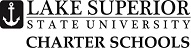 LAKE SUPERIOR
STATE UNIVERSITY
CHARTER SCHOOLS